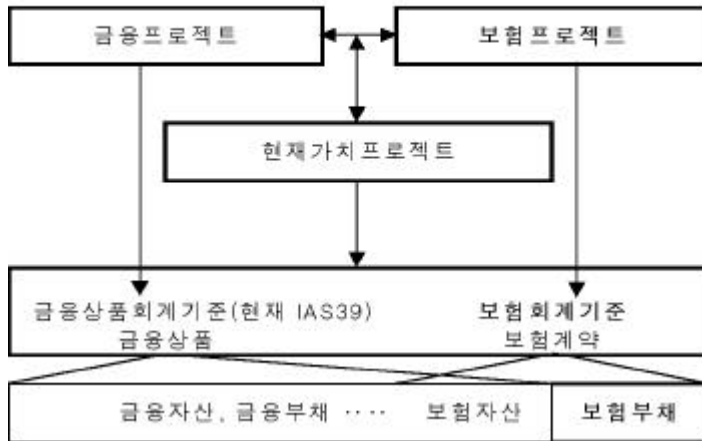 금융프로젝트 보험프로젝트
현재가치프로젝트
금융상품회계기준(현재 IAS39) 보험회계기준
금융상품 보험계약
금융자산, 금융부채 ‥‥ 보험자산 보험부채